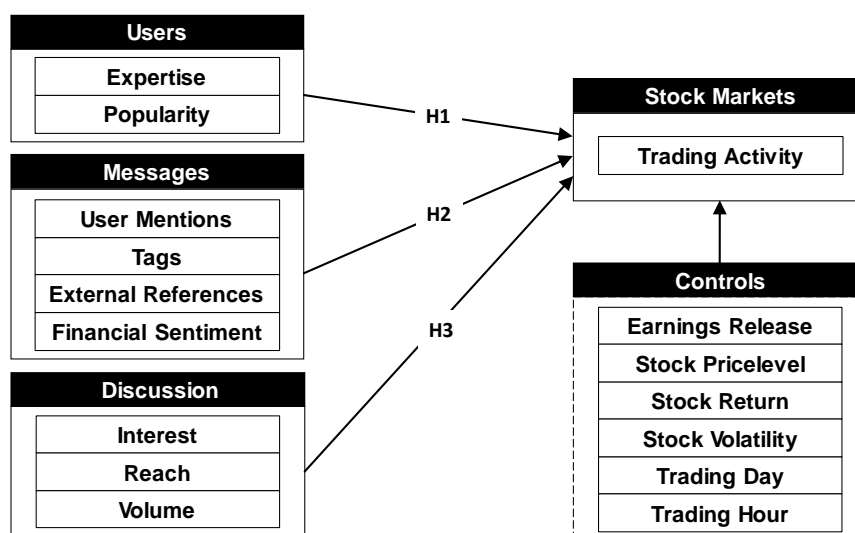 Users
Expertise
Popularity
Messages
User Mentions
Tags
External References
Financial Sentiment
Discussion
Interest
Reach
Volume
H1
H2
H3
Stock Markets
Trading Activity
Controls
Earnings Release
Stock Pricelevel
Stock Return
Stock Volatility
Trading Day
Trading Hour